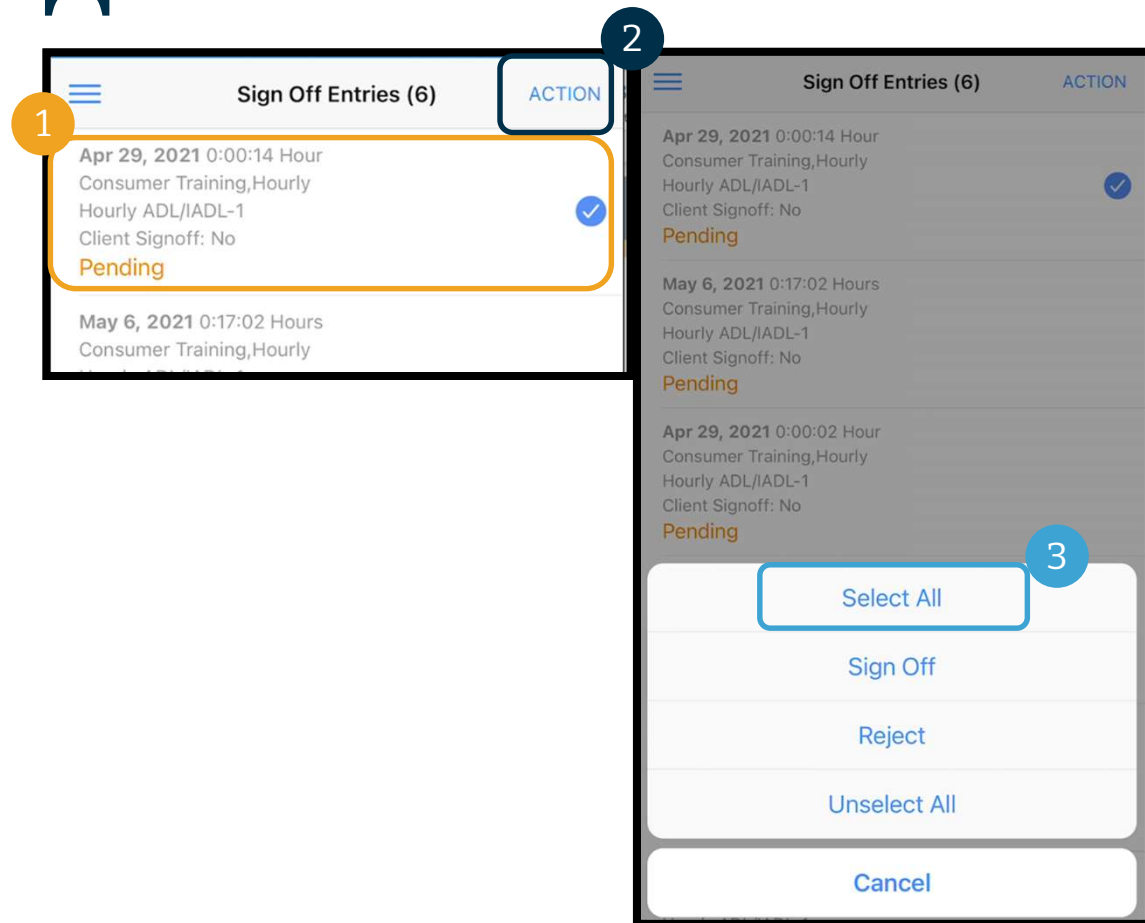 2
1
Sign Off Entries (6)
ACTION
Apr 29, 2021 0:00:14 Hour
Consumer Training,Hourly
Hourly ADL/IADL-1
Client Signoff: No
Pending
May 6, 2021 0:17:02 Hours
Consumer Training,Hourly
Sign Off Entries (6)
ACTION
Apr 29, 2021 0:00:14 Hour
Consumer Training,Hourly
Hourly ADL/IADL-1
Client Signoff: No
Pending
May 6, 2021 0:17:02 Hours
Consumer Training,Hourly
Hourly ADL/IADL-1
Client Signoff: No
Pending
Apr 29, 2021 0:00:02 Hour
Consumer Training,Hourly
Hourly ADL/IADL-1
Client Signoff: No
Pending
3
Select All
Sign Off
Reject
Unselect All
Cancel